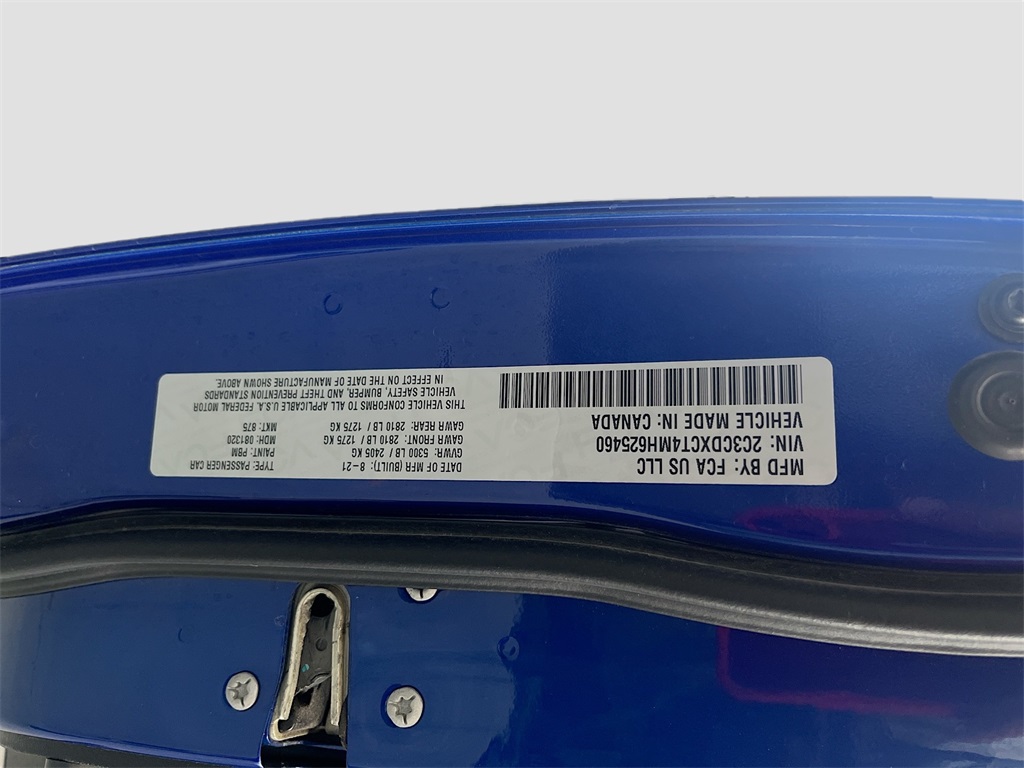 MFD BY: FCA US LLC
VIN: 2C3CDXCT4MH625460
VEHICLE MADE IN: CANADA
DATE OF MFR (BUILT): 8-21
GVWR: 5300 LB / 2405 KG
GAWR FRONT: 2810 LB / 1275 KG
GAWR REAR: 2810 LB / 1275 KG
TYPE: PASSENGER CAR
PAINT: PBM
MDH: 081320
MKT: 875
THIS VEHICLE CONFORMS TO ALL APPLICABLE U.S.A. FEDERAL MOTOR
VEHICLE SAFETY, BUMPER, AND THEFT PREVENTION STANDARDS
IN EFFECT ON THE DATE OF MANUFACTURE SHOWN ABOVE.